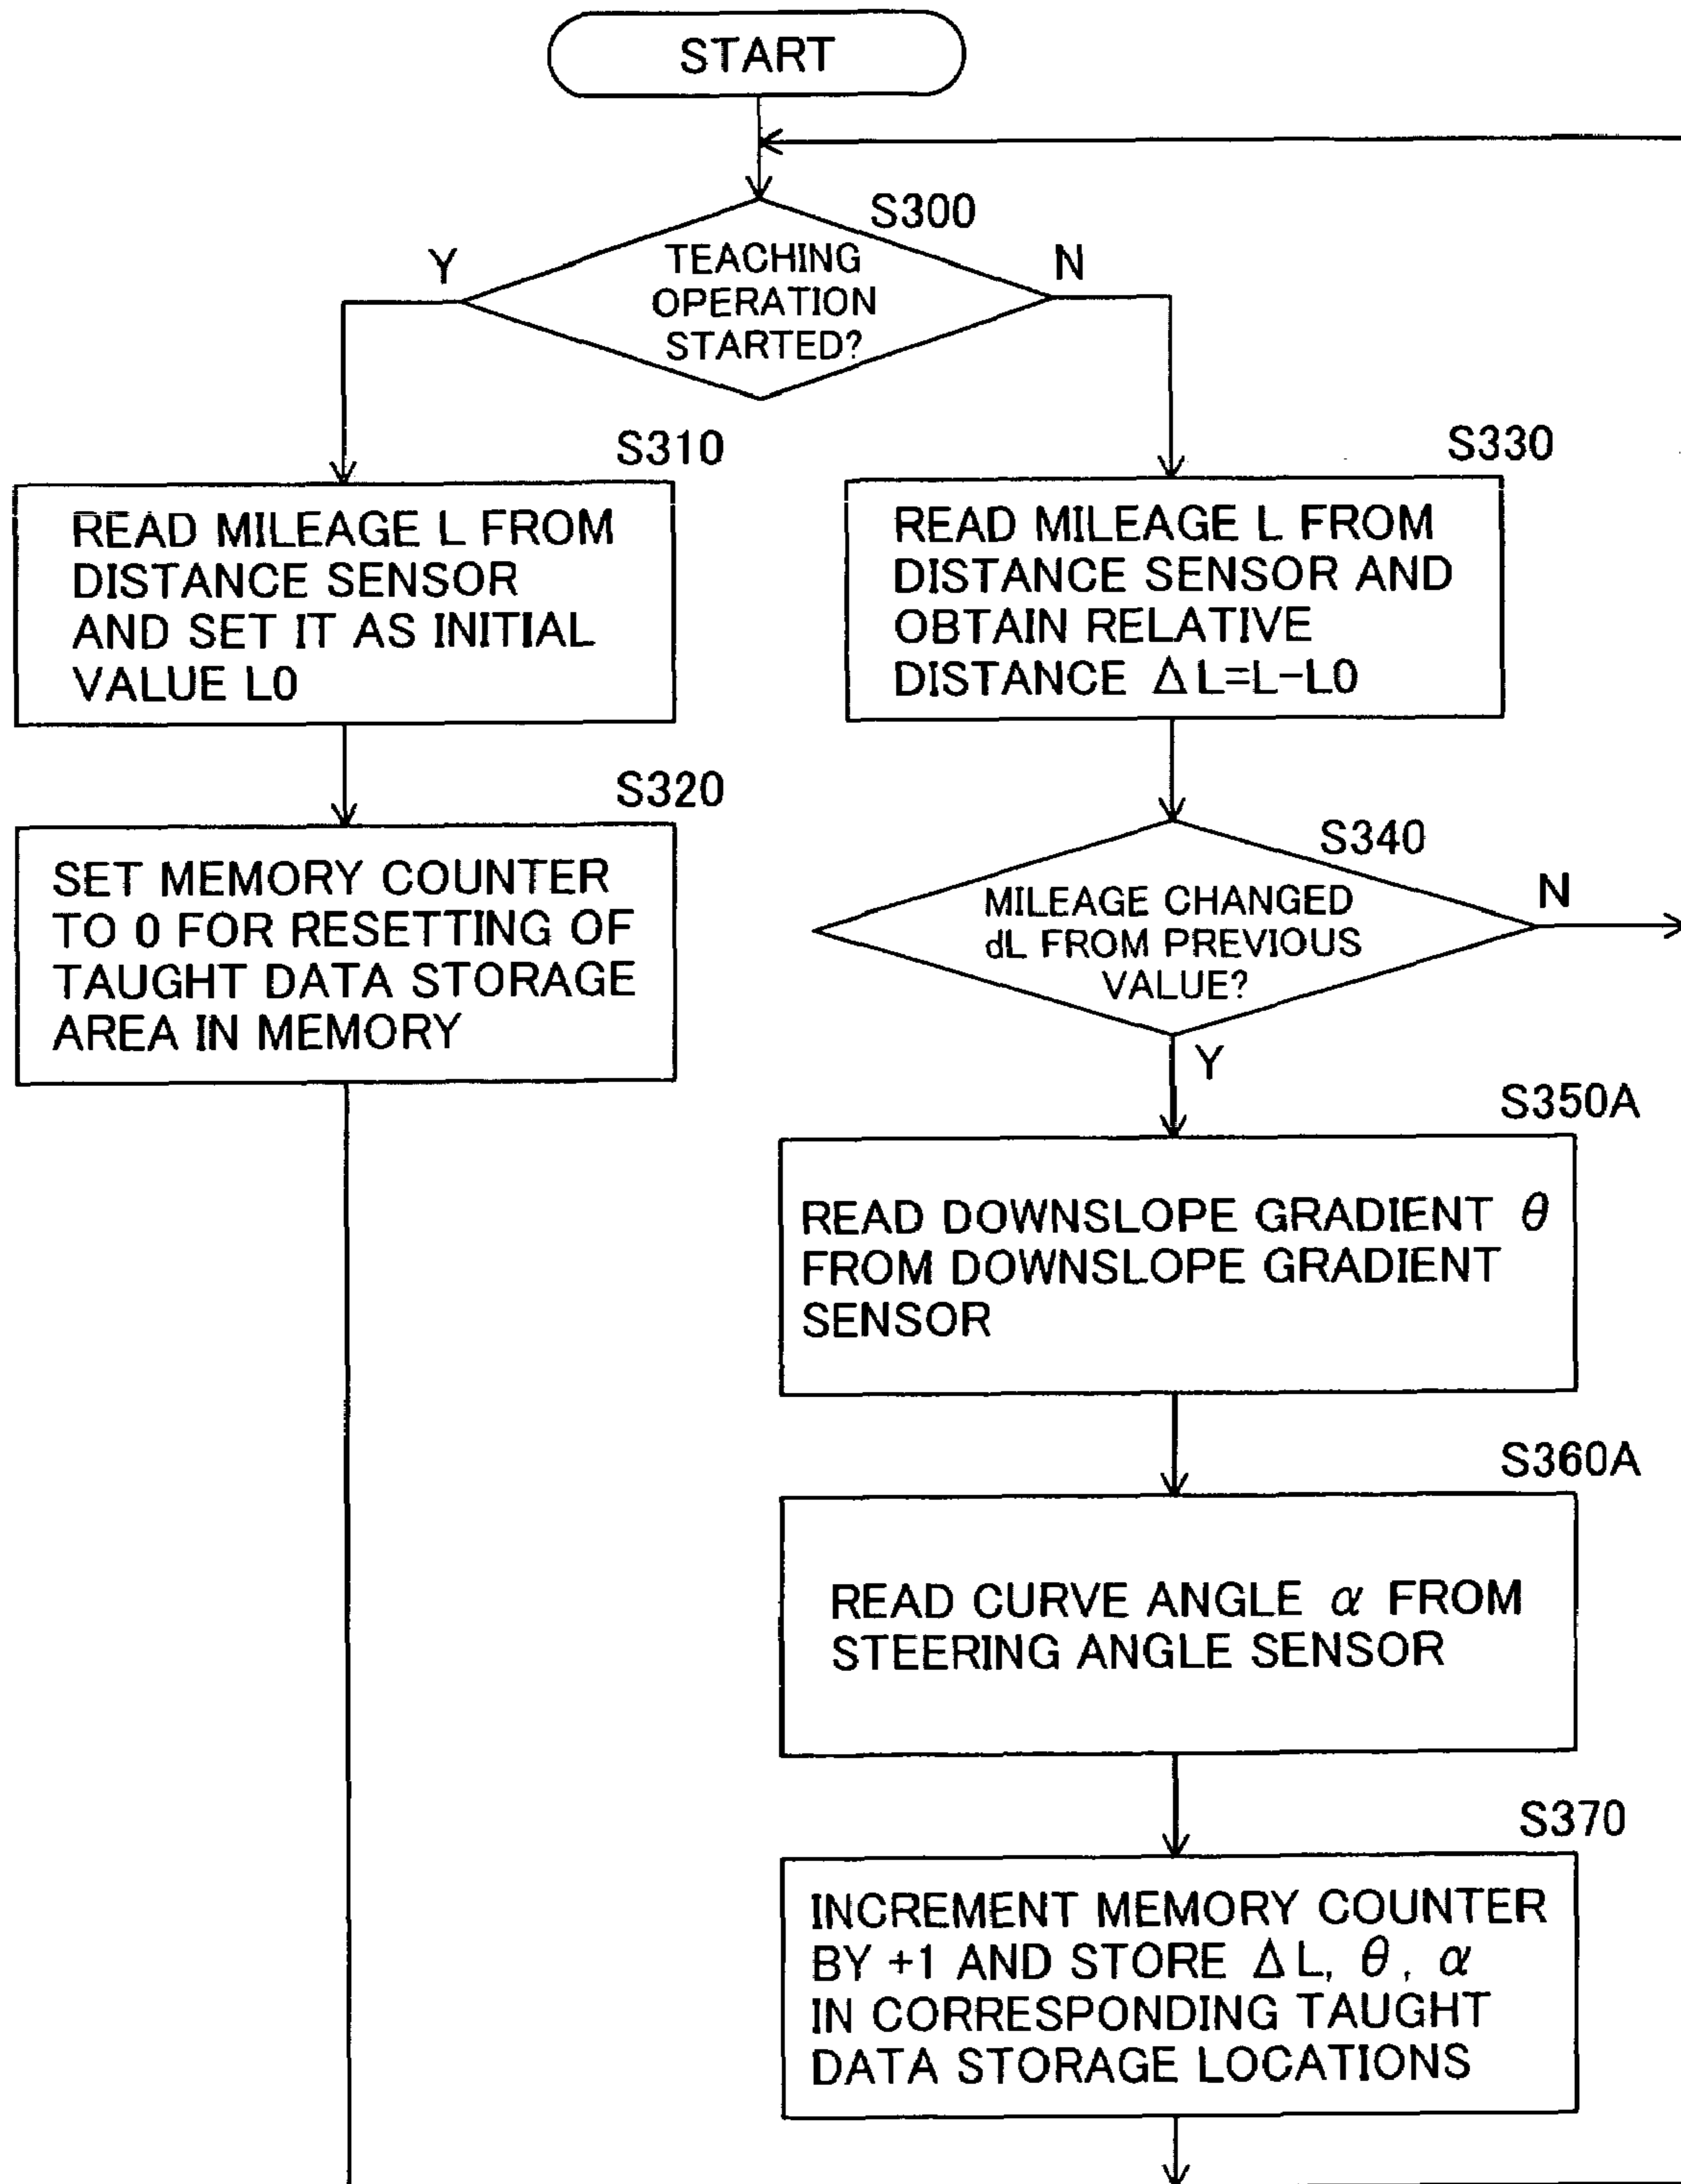 START
S300
Y
TEACHING
OPERATION
STARTED?
N
S310
READ MILEAGE L FROM
DISTANCE SENSOR
AND SET IT AS INITIAL
VALUE L0
S320
SET MEMORY COUNTER
TO 0 FOR RESETTING OF
TAUGHT DATA STORAGE
AREA IN MEMORY
S330
READ MILEAGE L FROM
DISTANCE SENSOR AND
OBTAIN RELATIVE
DISTANCE ΔL=L-L0
S340
MILEAGE CHANGED
dL FROM PREVIOUS
VALUE?
N
Y
S350A
READ DOWNSLOPE GRADIENT θ
FROM DOWNSLOPE GRADIENT
SENSOR
S360A
READ CURVE ANGLE α FROM
STEERING ANGLE SENSOR
S370
INCREMENT MEMORY COUNTER
BY +1 AND STORE ΔL, θ, α
IN CORRESPONDING TAUGHT
DATA STORAGE LOCATIONS